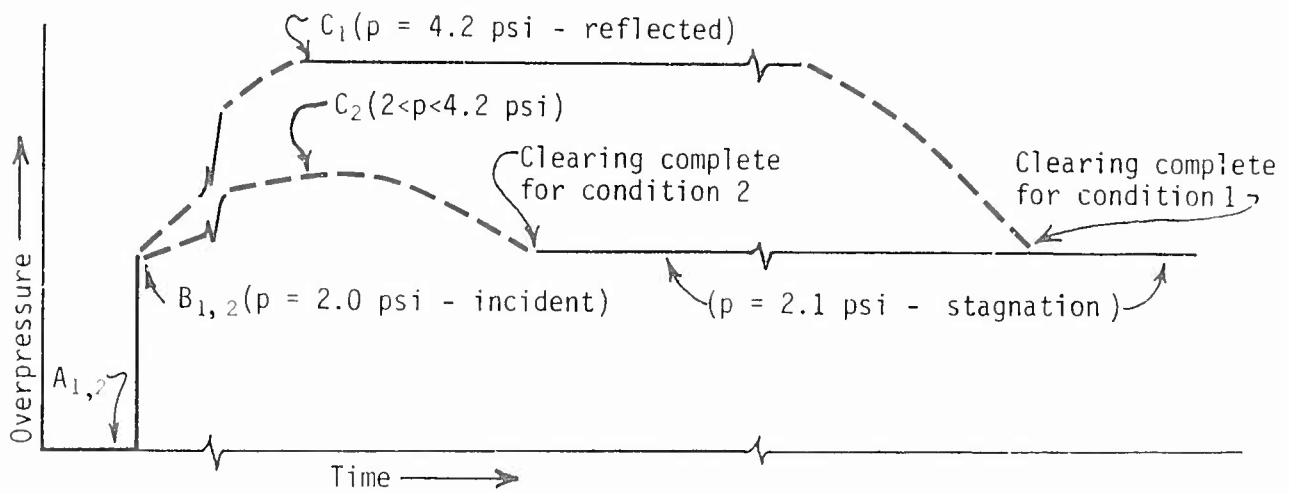 C₁(p = 4.2 psi - reflected)
C₂(2<p<4.2 psi)
Clearing complete
for condition 2
Clearing complete
for condition 1
B₁,₂(p = 2.0 psi - incident)
(p = 2.1 psi - stagnation)
A₁,₂
Overpressure
Time